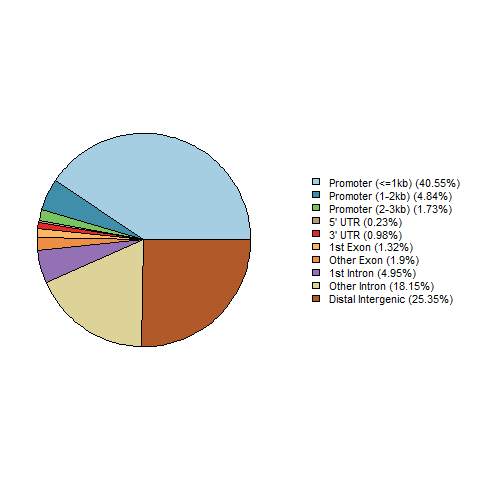 Promoter (<=1kb) (40.55%)
Promoter (1-2kb) (4.84%)
Promoter (2-3kb) (1.73%)
5' UTR (0.23%)
3' UTR (0.98%)
1st Exon (1.32%)
Other Exon (1.9%)
1st Intron (4.95%)
Other Intron (18.15%)
Distal Intergenic (25.35%)